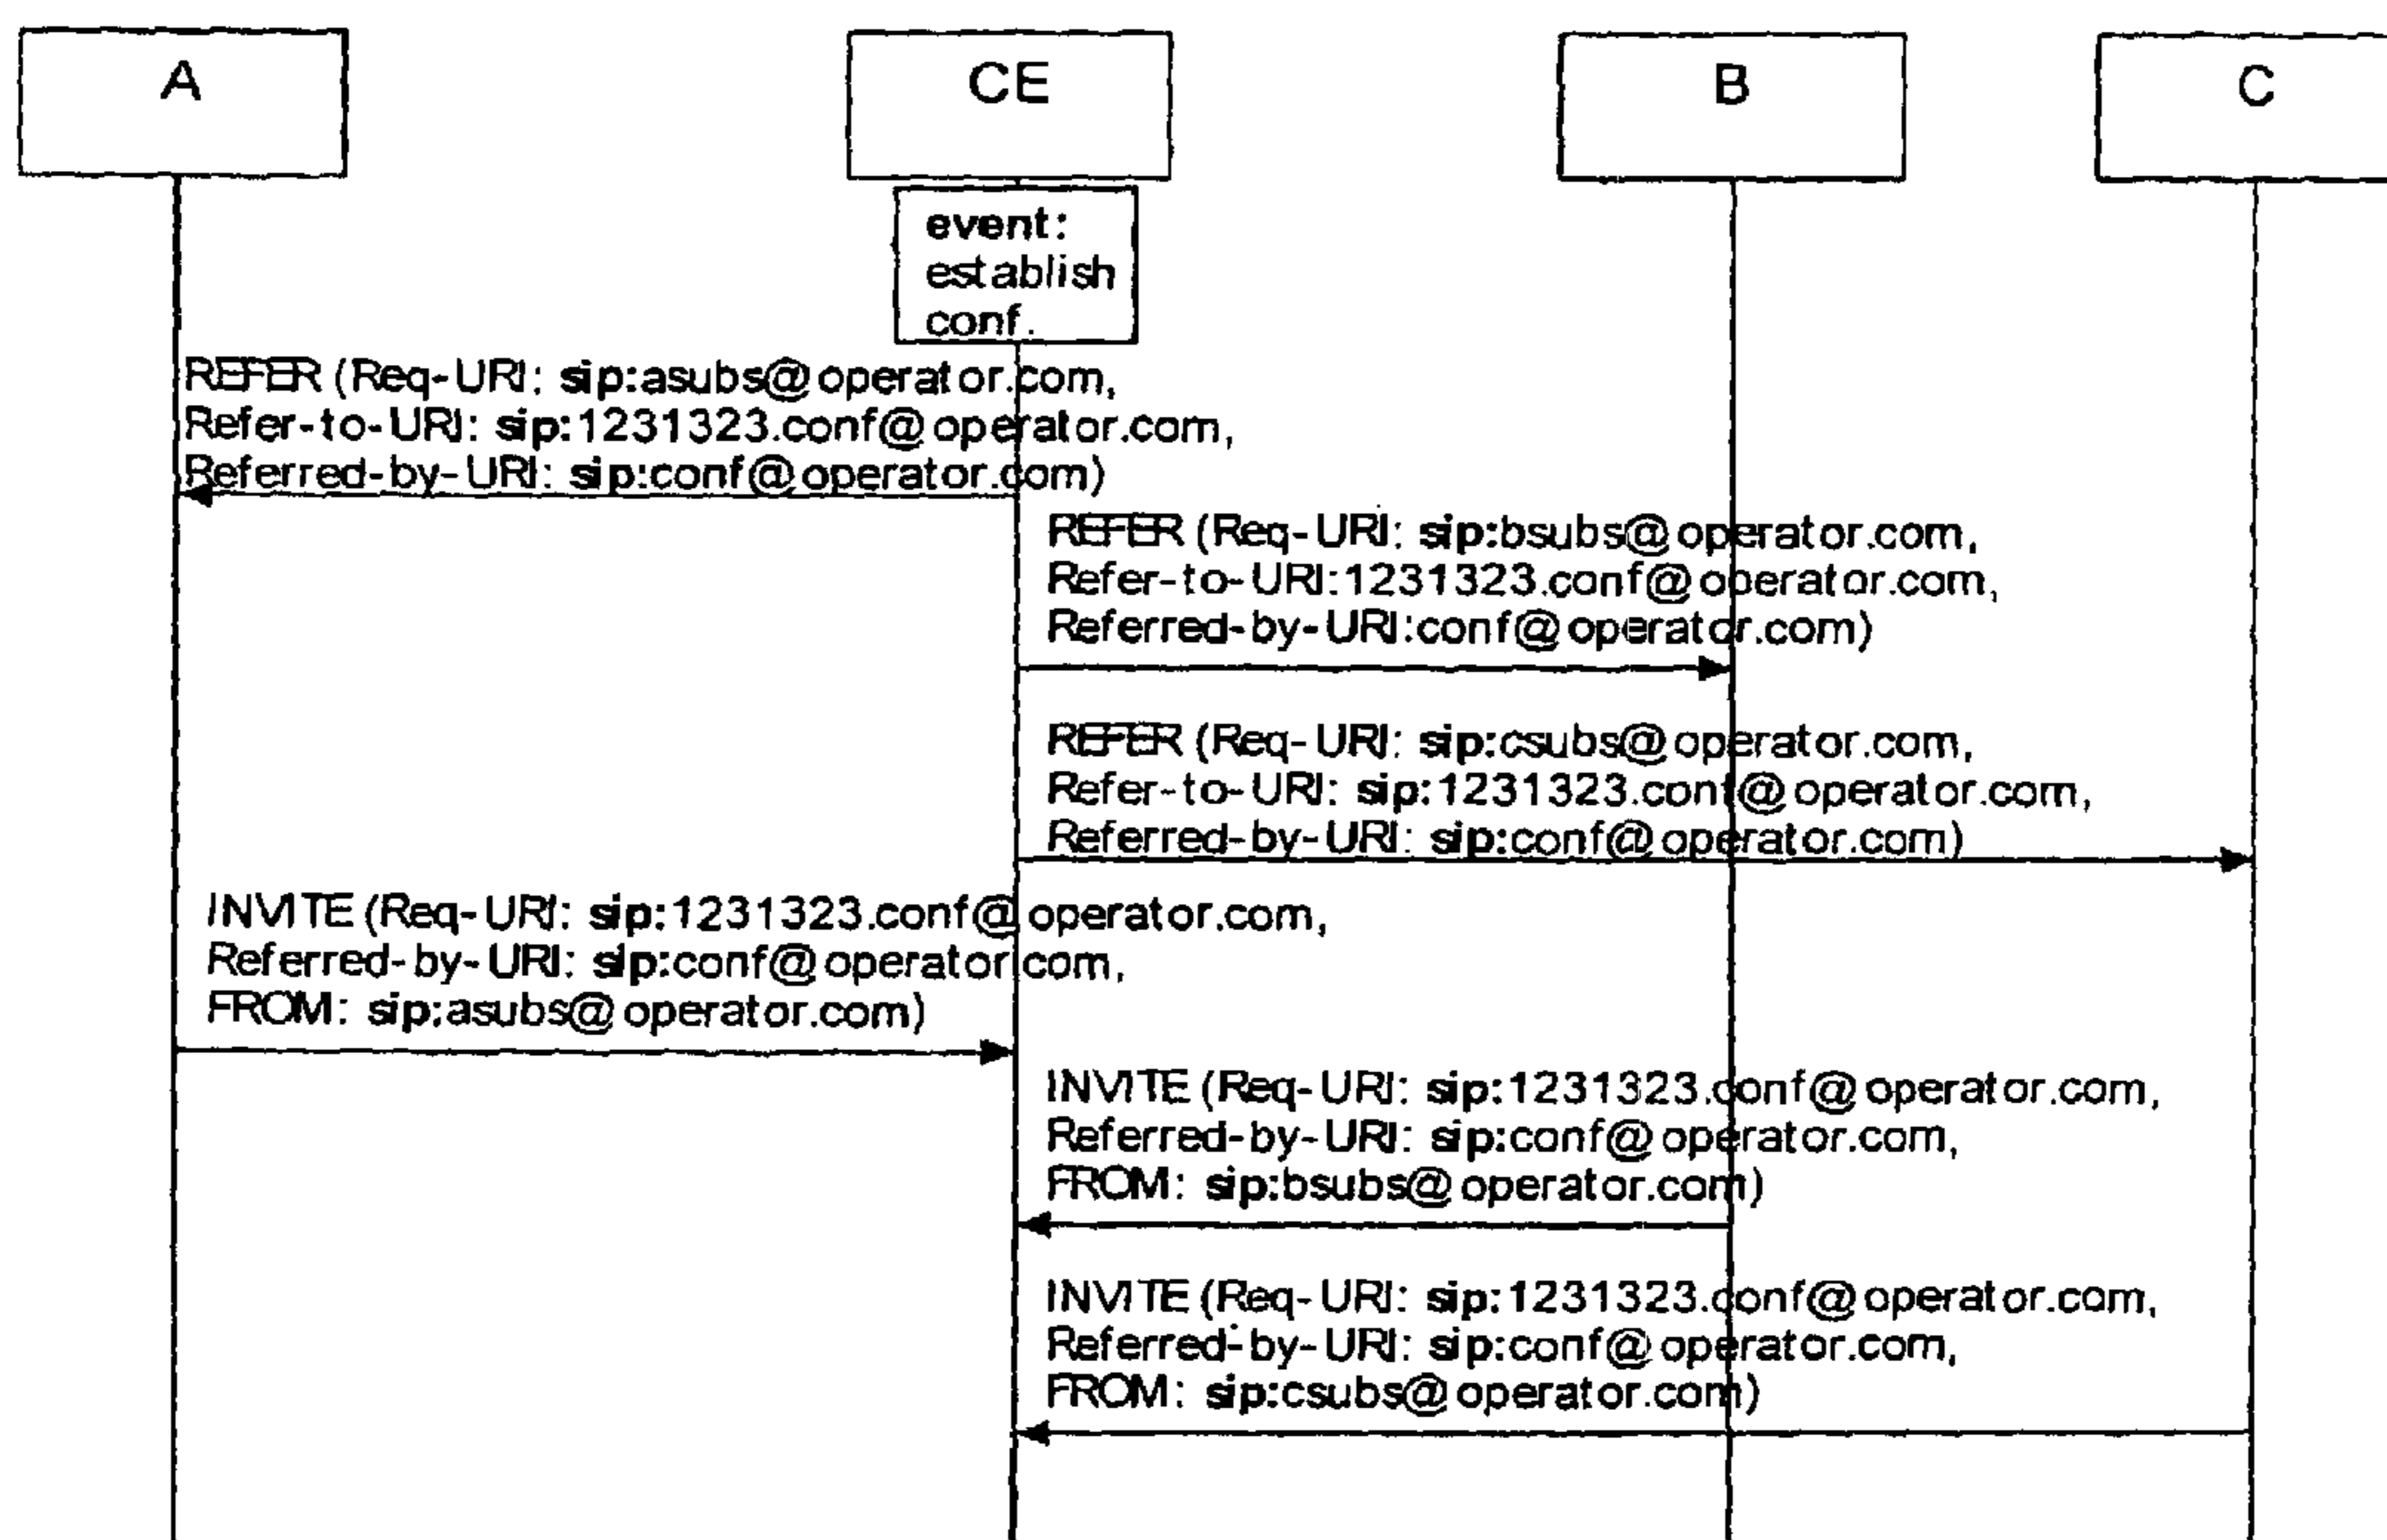 A
CE
B
C
event:
establish
conf.
REFER (Req-URI: sip:asubs@operator.com,
Refer-to-URI: sip:1231323.conf@operator.com,
Referred-by-URI: sip:conf@operator.com)
REFER (Req-URI: sip:bsubs@operator.com,
Refer-to-URI:1231323.conf@operator.com,
Referred-by-URI:conf@operator.com)
REFER (Req-URI: sip:csubs@operator.com,
Refer-to-URI: sip:1231323.conf@operator.com,
Referred-by-URI: sip:conf@operator.com)
INVITE (Req-URI: sip:1231323.conf@operator.com,
Referred-by-URI: sip:conf@operator.com,
FROM: sip:asubs@operator.com)
INVITE (Req-URI: sip:1231323.conf@operator.com,
Referred-by-URI: sip:conf@operator.com,
FROM: sip:bsubs@operator.com)
INVITE (Req-URI: sip:1231323.conf@operator.com,
Referred-by-URI: sip:conf@operator.com,
FROM: sip:csubs@operator.com)